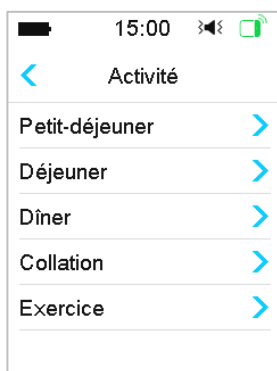 15:00
Activité
Petit-déjeuner
Déjeuner
Dîner
Collation
Exercice